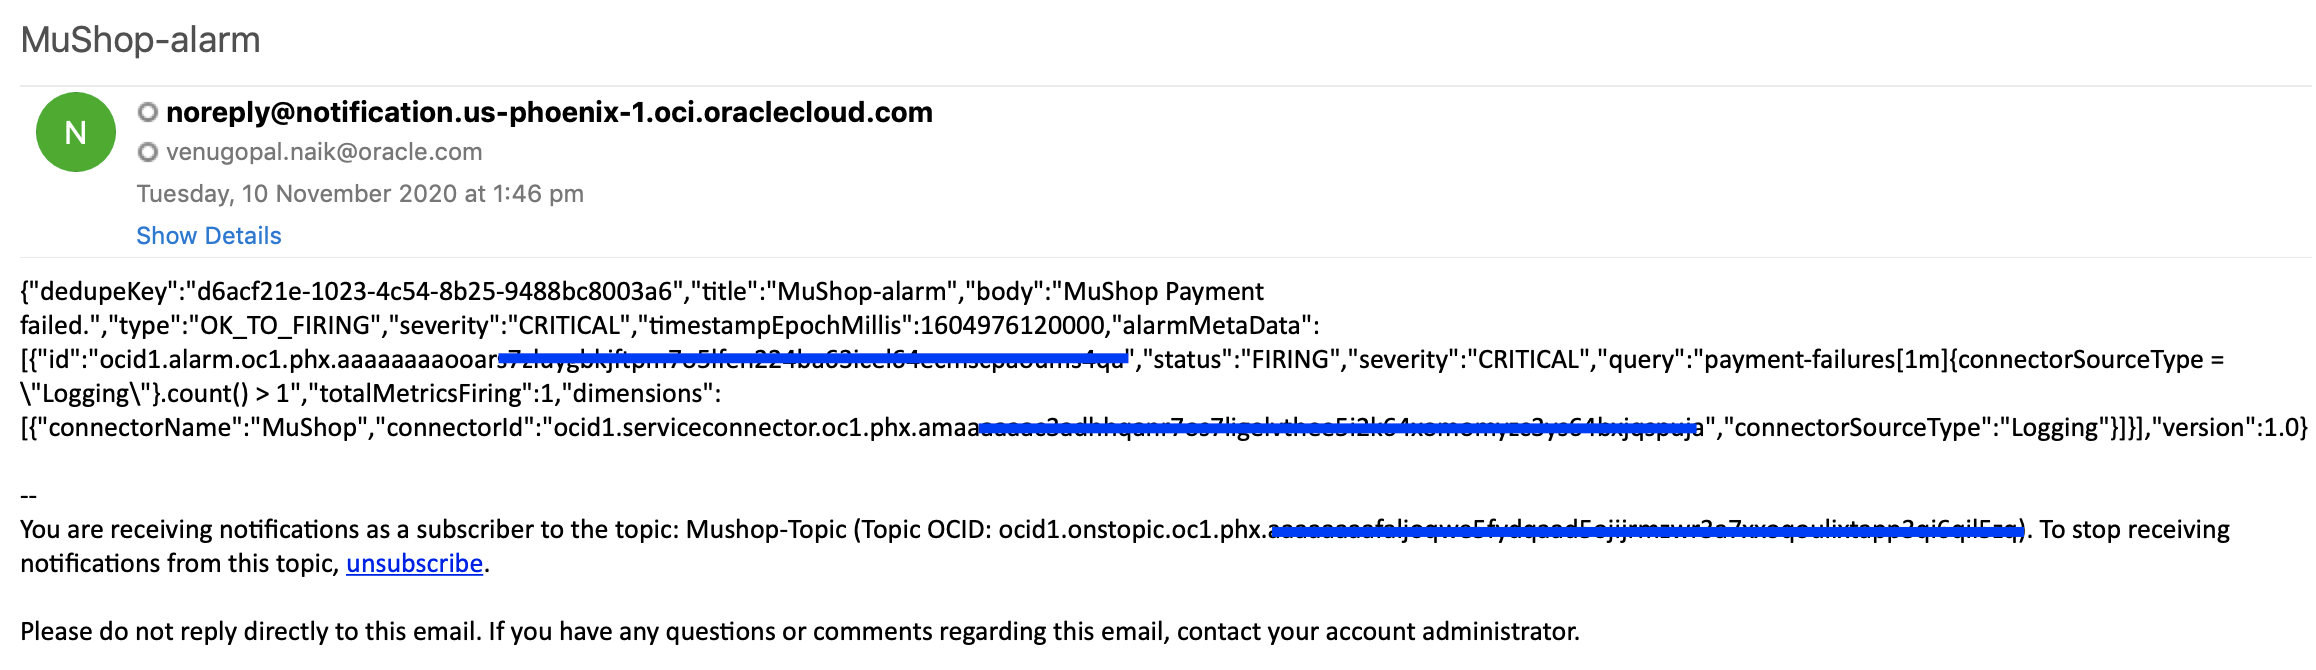 MuShop-alarm
N
noreply@notification.us-phoenix-1.oci.oraclecloud.com
venugopal.naik@oracle.com
Tuesday, 10 November 2020 at 1:46 pm
Show Details
{"dedupeKey":"d6acf21e-1023-4c54-8b25-9488bc8003a6","title":"MuShop-alarm","body":"MuShop Payment
failed.","type":"OK_TO_FIRING","severity":"CRITICAL","timestampEpochMillis":1604976120000,"alarmMetaData":
[{"id":"ocid1.alarm.oc1.phx.aaaaaaaaooars","status":"FIRING","severity":"CRITICAL","query":"payment-failures[1m]{connectorSourceType =
\"Logging\"}.count() > 1","totalMetricsFiring":1,"dimensions":
[{"connectorName":"MuShop","connectorId":"ocid1.serviceconnector.oc1.phx.amaa","connectorSourceType":"Logging"}]}],"version":1.0}
--
You are receiving notifications as a subscriber to the topic: Mushop-Topic (Topic OCID: ocid1.onstopic.oc1.phx.). To stop receiving
notifications from this topic, unsubscribe.
Please do not reply directly to this email. If you have any questions or comments regarding this email, contact your account administrator.